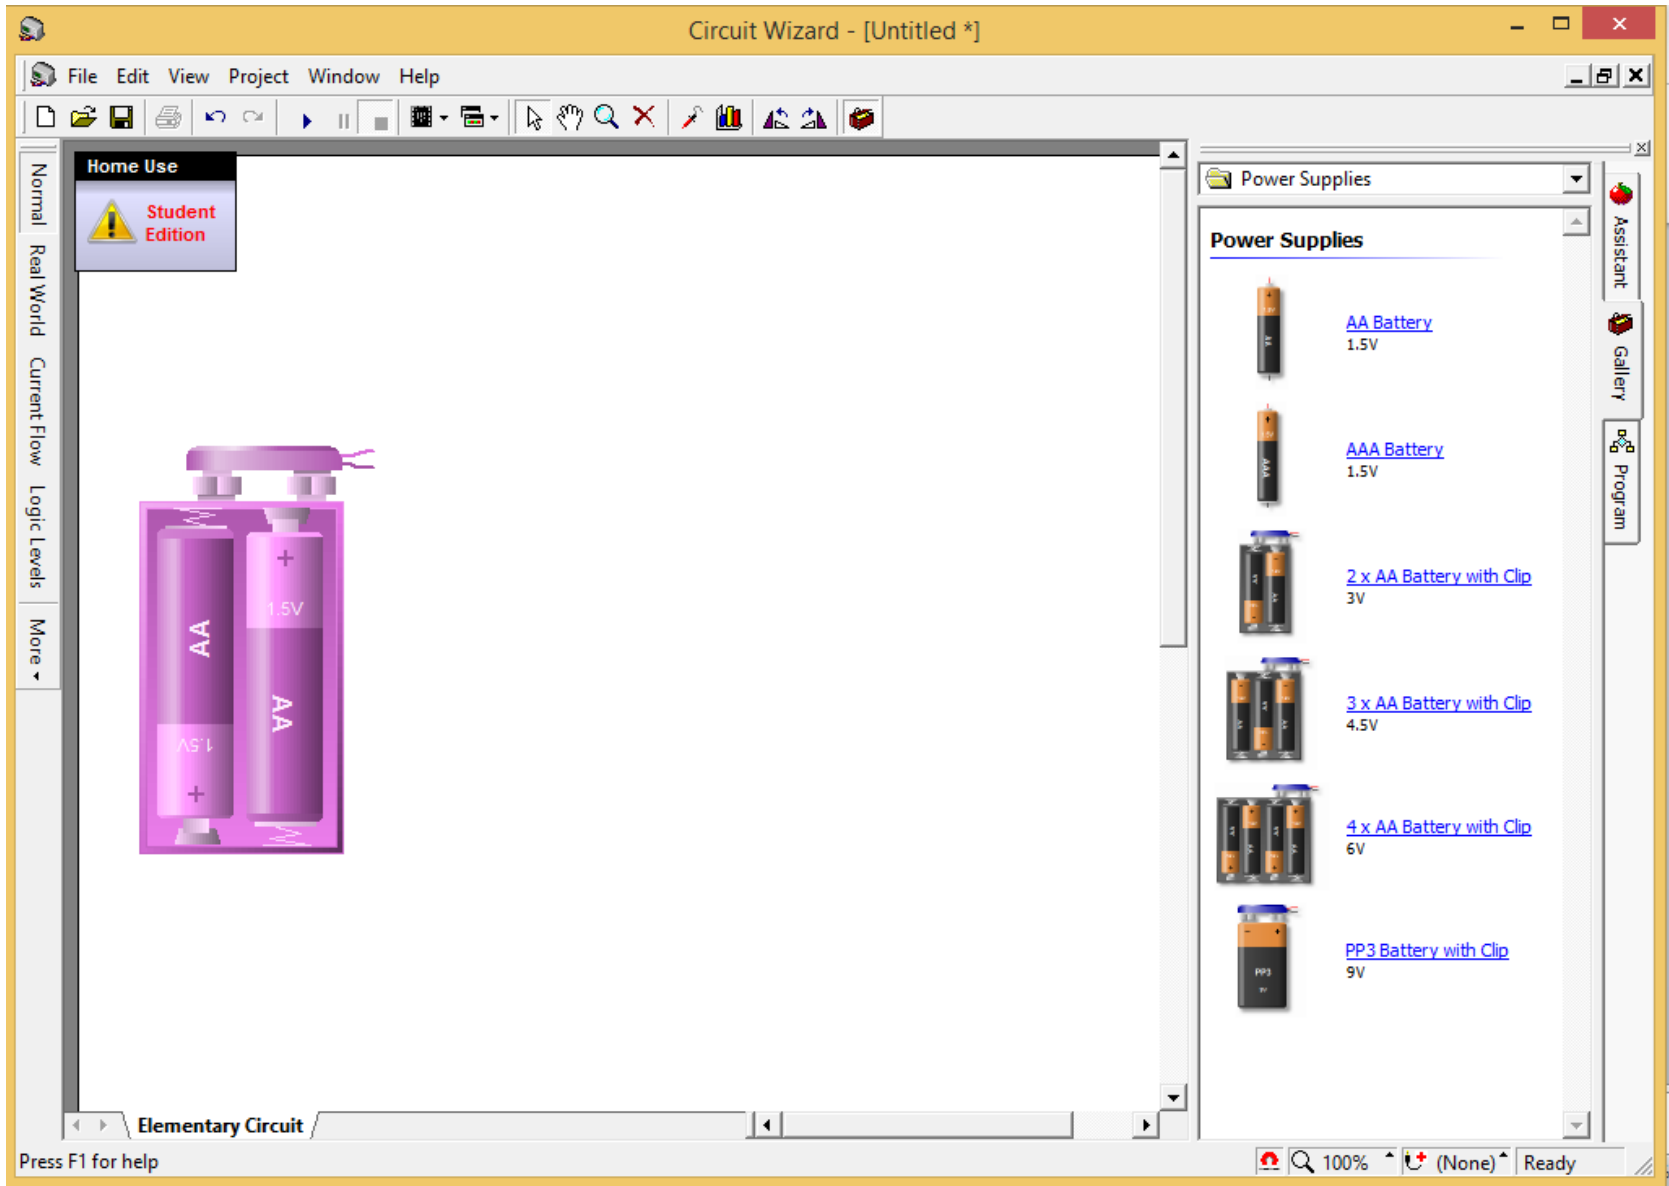 Circuit Wizard - [Untitled *]
File Edit View Project Window Help
Home Use
Student
Edition
Normal
Real World
Current Flow
Logic Levels
More
AA
1.5V
+
+
1.5V
AA
Elementary Circuit
Power Supplies
Power Supplies
AA Battery
1.5V
AAA Battery
1.5V
2 x AA Battery with Clip
3V
3 x AA Battery with Clip
4.5V
4 x AA Battery with Clip
6V
PP3 Battery with Clip
9V
AA
AAA
PP3
Assistant
Gallery
Program
Press F1 for help
100%
(None)
Ready